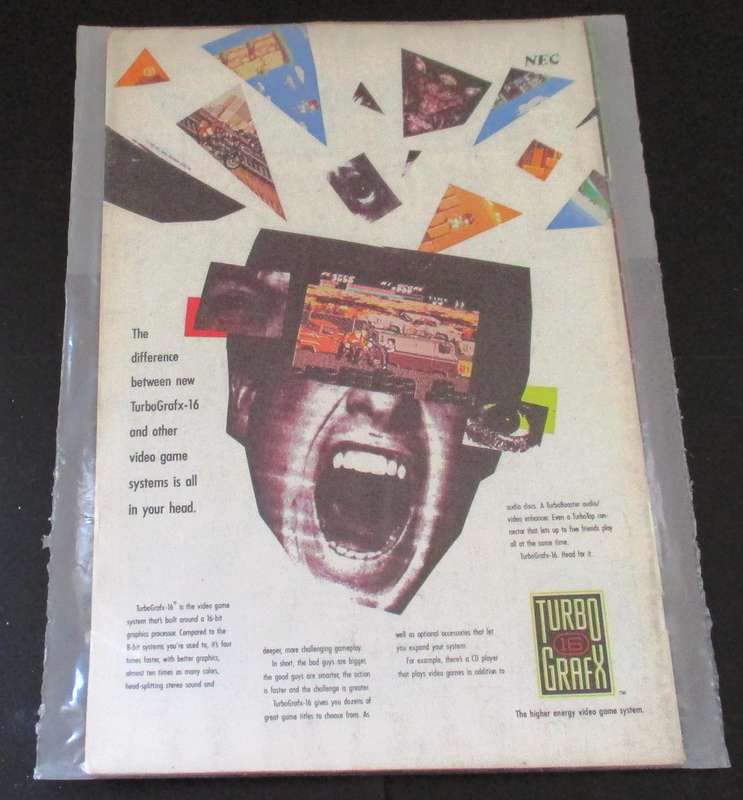 NEC
The
difference
between new
TurboGrafx-16
and other
video game
systems is all
in your head.
TurboGrafx-16™ is the video game
system that's built around a 16-bit
graphics processor. Compared to the
8-bit systems you're used to, it's four
times faster, with better graphics,
almost ten times as many colors,
head-splitting stereo sound and
deeper, more challenging gameplay.
In short, the bad guys are bigger,
the good guys are smarter, the action
is faster and the challenge is greater.
TurboGrafx-16 gives you dozens of
great game titles to choose from. As
well as optional accessories that let
you expand your system.
For example, there's a CD player
that plays video games in addition to
audio discs. A TurboBooster audio/
video enhancer. Even a TurboTap con-
nector that lets up to five friends play
all at the same time.
TurboGrafx-16. Head for it.
TURBO
16
GRAFX
™
The higher energy video game system.